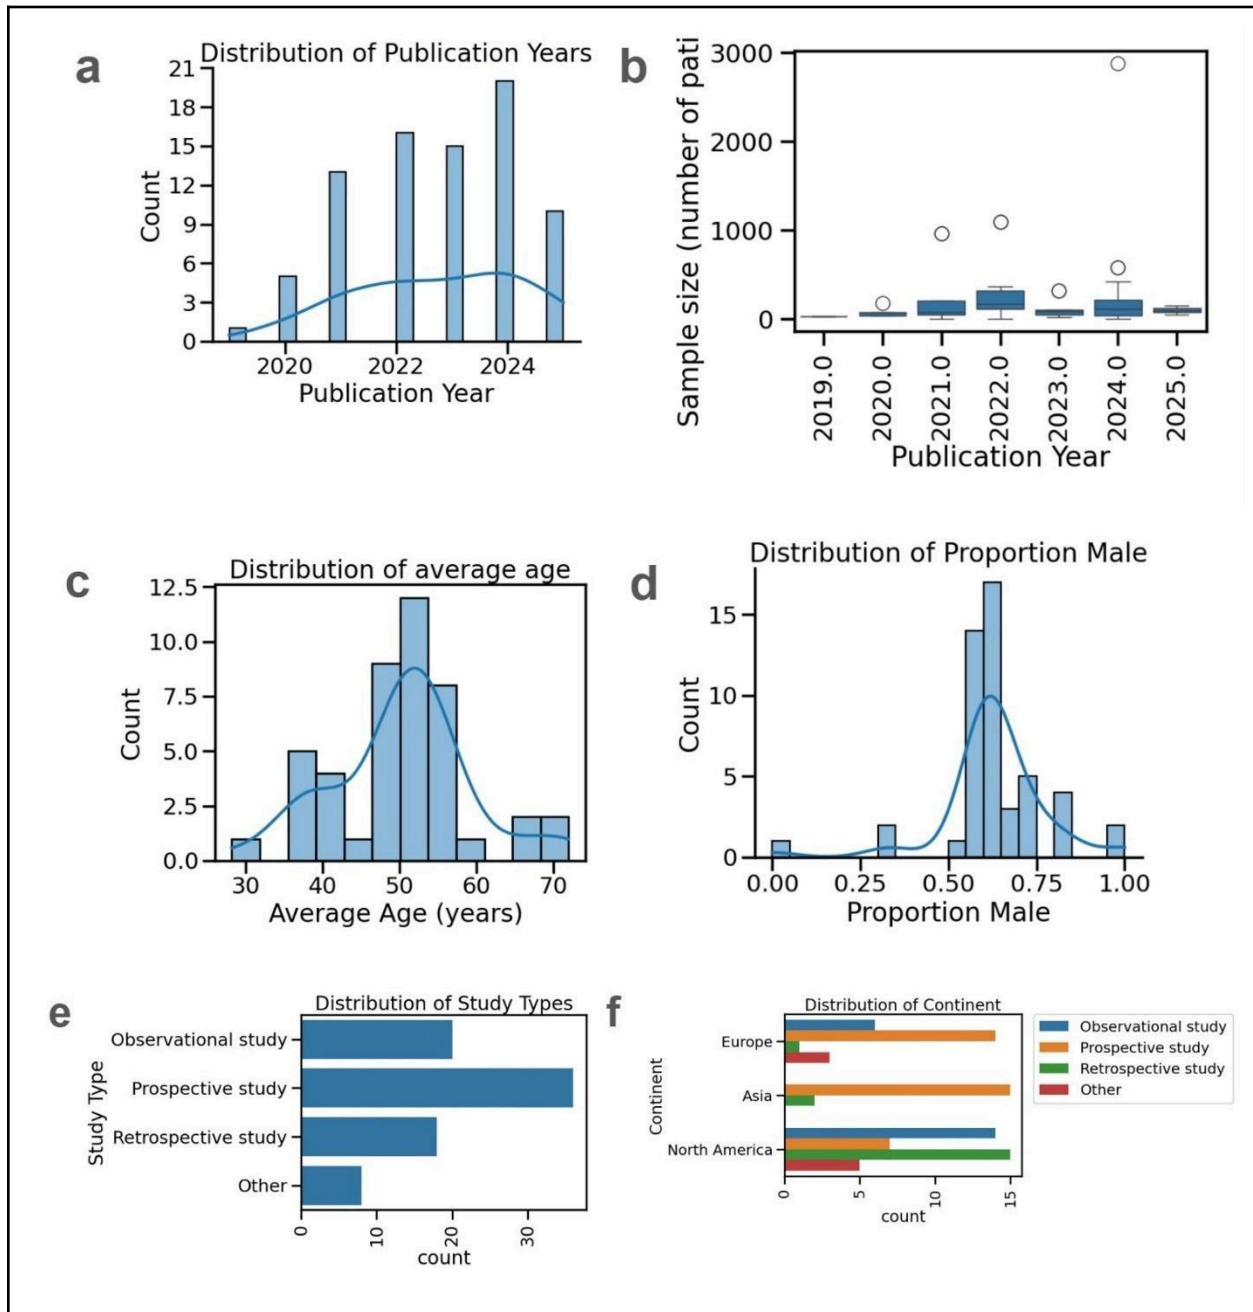 a
Distribution of Publication Years
21
18
15
12
9
6
3
0
Count
2020 2022 2024
Publication Year
b
3000
2000
1000
0
Sample size (number of pati
2019.0
2020.0
2021.0
2022.0
2023.0
2024.0
2025.0
Publication Year
c
Distribution of average age
12.5
10.0
7.5
5.0
2.5
0.0
Count
30 40 50 60 70
Average Age (years)
d
Distribution of Proportion Male
15
10
5
0
Count
0.00 0.25 0.50 0.75 1.00
Proportion Male
e
Distribution of Study Types
Study Type
Observational study
Prospective study
Retrospective study
Other
0
10
20
30
count
f
Distribution of Continent
Continent
Europe
Asia
North America
0
5
10
15
count
Observational study
Prospective study
Retrospective study
Other